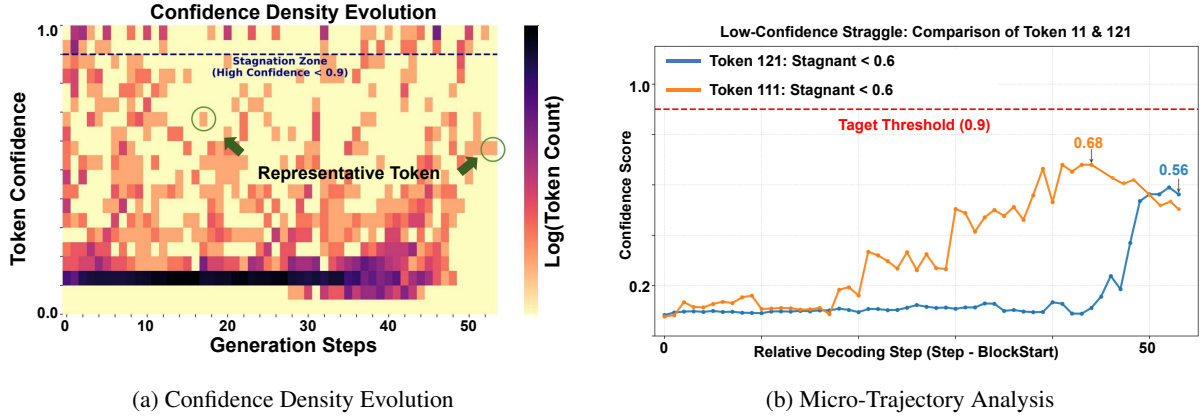 Confidence Density Evolution
1.0
Stagnation Zone
(High Confidence < 0.9)
Representative Token
Token Confidence
0.0
0 10 20 30 40 50
Generation Steps
Log(Token Count)
(a) Confidence Density Evolution
Low-Confidence Straggle: Comparison of Token 11 & 121
Token 121: Stagnant < 0.6
Token 111: Stagnant < 0.6
1.0
Taget Threshold (0.9)
0.68
0.56
Confidence Score
0.2
0 50
Relative Decoding Step (Step - BlockStart)
(b) Micro-Trajectory Analysis